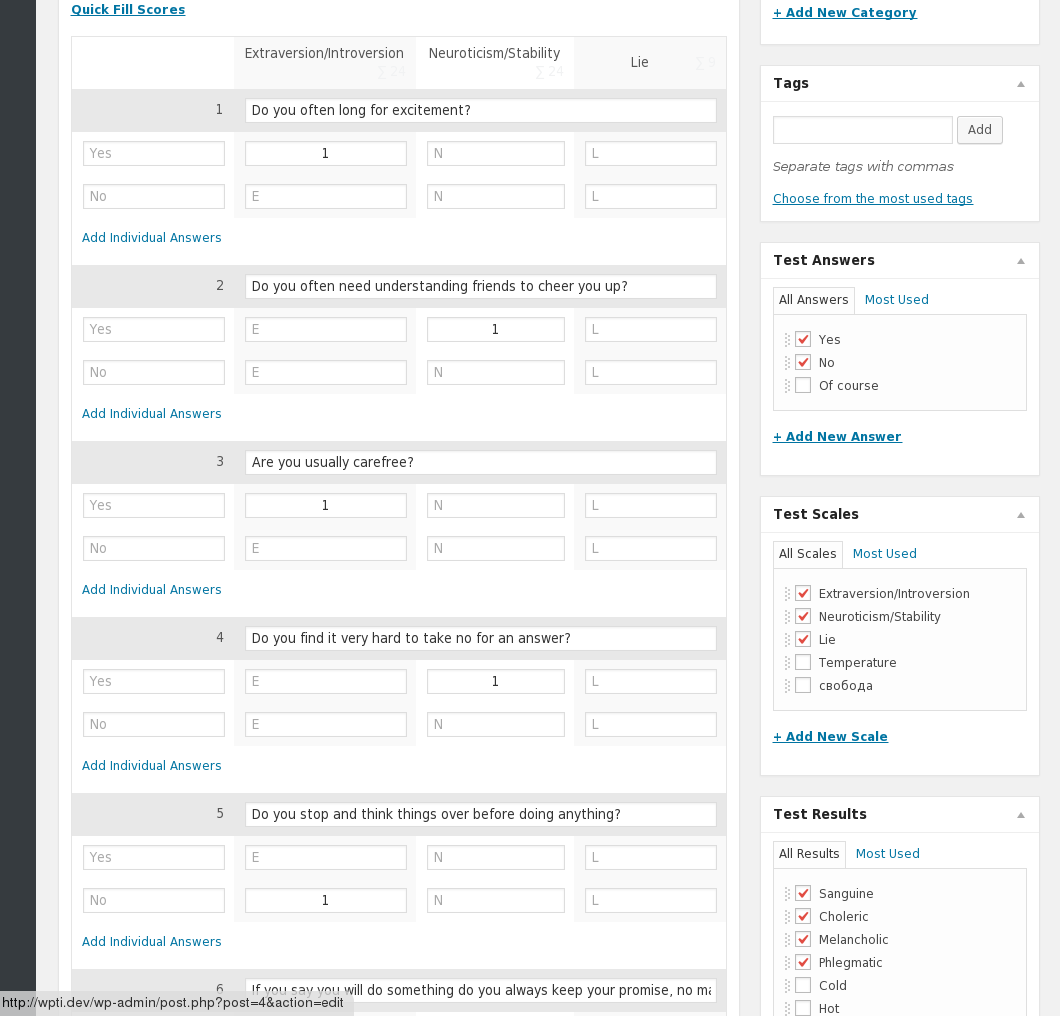 Quick Fill Scores
Extraversion/Introversion Neuroticism/Stability Lie
∑ 24 ∑ 24 ∑
1 Do you often long for excitement?
Yes 1 N L
No E N L
Add Individual Answers
2 Do you often need understanding friends to cheer you up?
Yes E 1 L
No E N L
Add Individual Answers
3 Are you usually carefree?
Yes 1 N L
No E N L
Add Individual Answers
4 Do you find it very hard to take no for an answer?
Yes E 1 L
No E N L
Add Individual Answers
5 Do you stop and think things over before doing anything?
Yes E N L
No 1 N L
Add Individual Answers
6 If you say you will do something do you always keep your promise, no
http://wpti.dev/wp-admin/post.php?post=4&action=edit
+ Add New Category
Tags
Add
Separate tags with commas
Choose from the most used tags
Test Answers
All Answers Most Used
Yes
No
Of course
+ Add New Answer
Test Scales
All Scales Most Used
Extraversion/Introversion
Neuroticism/Stability
Lie
Temperature
свобода
+ Add New Scale
Test Results
All Results Most Used
Sanguine
Choleric
Melancholic
Phlegmatic
Cold
Hot